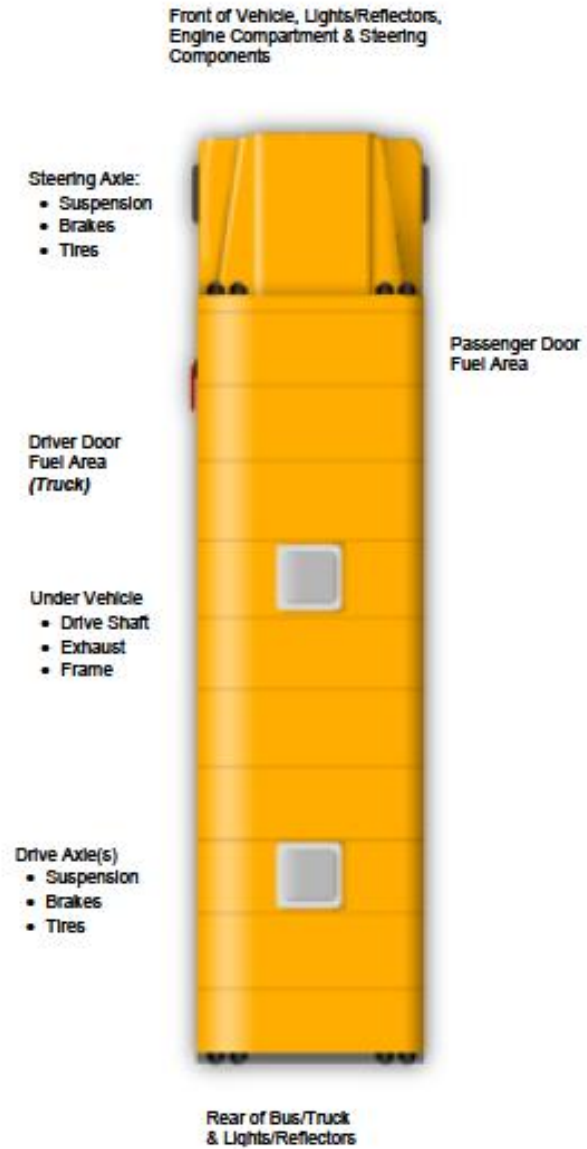 Front of Vehicle, Lights/Reflectors,
Engine Compartment & Steering
Components
Steering Axle:
• Suspension
• Brakes
• Tires
Passenger Door
Fuel Area
Driver Door
Fuel Area
(Truck)
Under Vehicle
• Drive Shaft
• Exhaust
• Frame
Drive Axle(s)
• Suspension
• Brakes
• Tires
Rear of Bus/Truck
& Lights/Reflectors